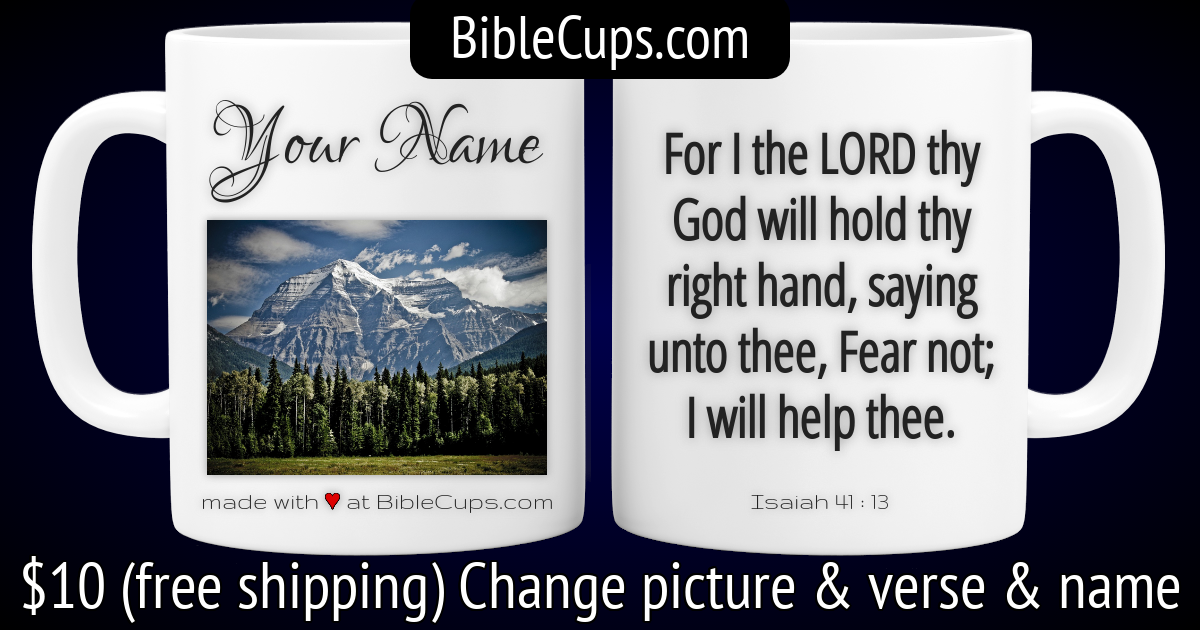 BibleCups.com
Your Name
made with ♥ at BibleCups.com
For I the LORD thy
God will hold thy
right hand, saying
unto thee, Fear not;
I will help thee.
Isaiah 41 : 13
$10 (free shipping) Change picture & verse & name